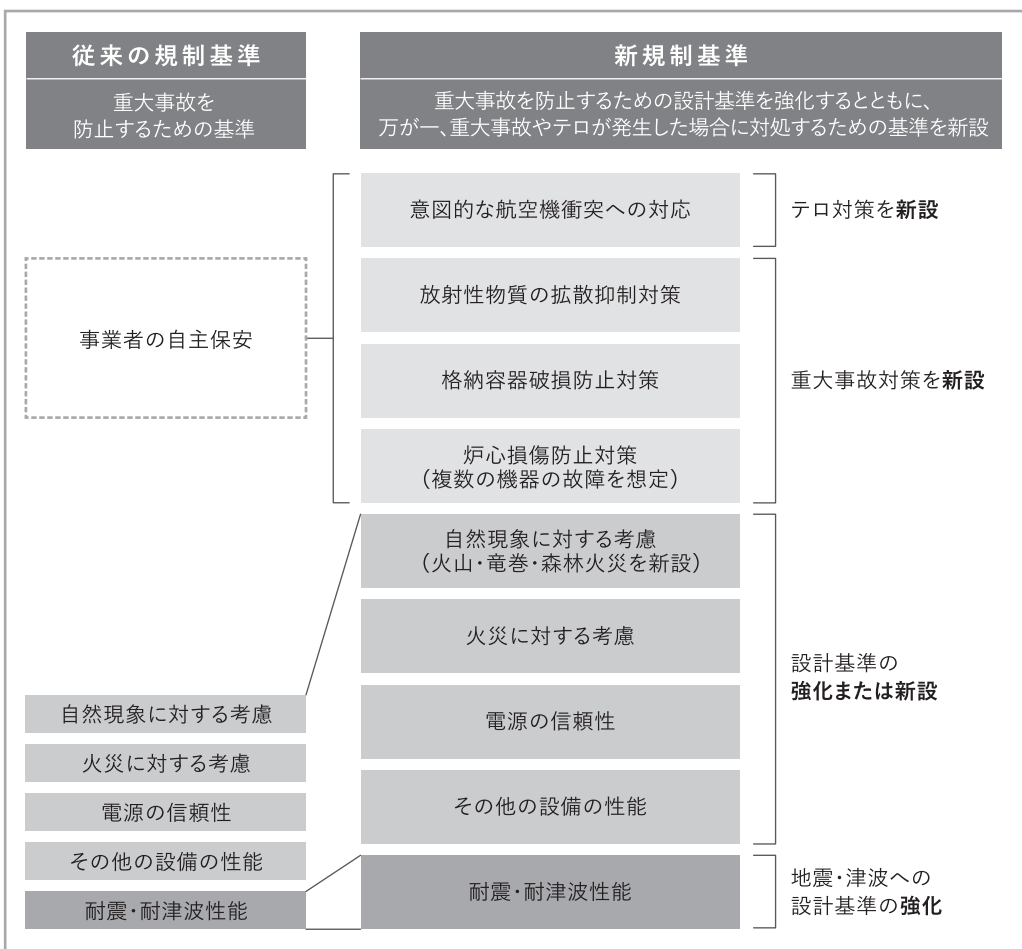 従来の規制基準
重大事故を
防止するための基準
新規制基準
重大事故を防止するための設計基準を強化するとともに、
万が一、重大事故やテロが発生した場合に対処するための基準を新設
事業者の自主保安
意図的な航空機衝突への対応
放射性物質の拡散抑制対策
格納容器破損防止対策
炉心損傷防止対策
（複数の機器の故障を想定）
テロ対策を新設
重大事故対策を新設
自然現象に対する考慮
火災に対する考慮
電源の信頼性
その他の設備の性能
耐震・耐津波性能
自然現象に対する考慮
（火山・竜巻・森林火災を新設）
火災に対する考慮
電源の信頼性
その他の設備の性能
耐震・耐津波性能
設計基準の
強化または新設
地震・津波への
設計基準の強化